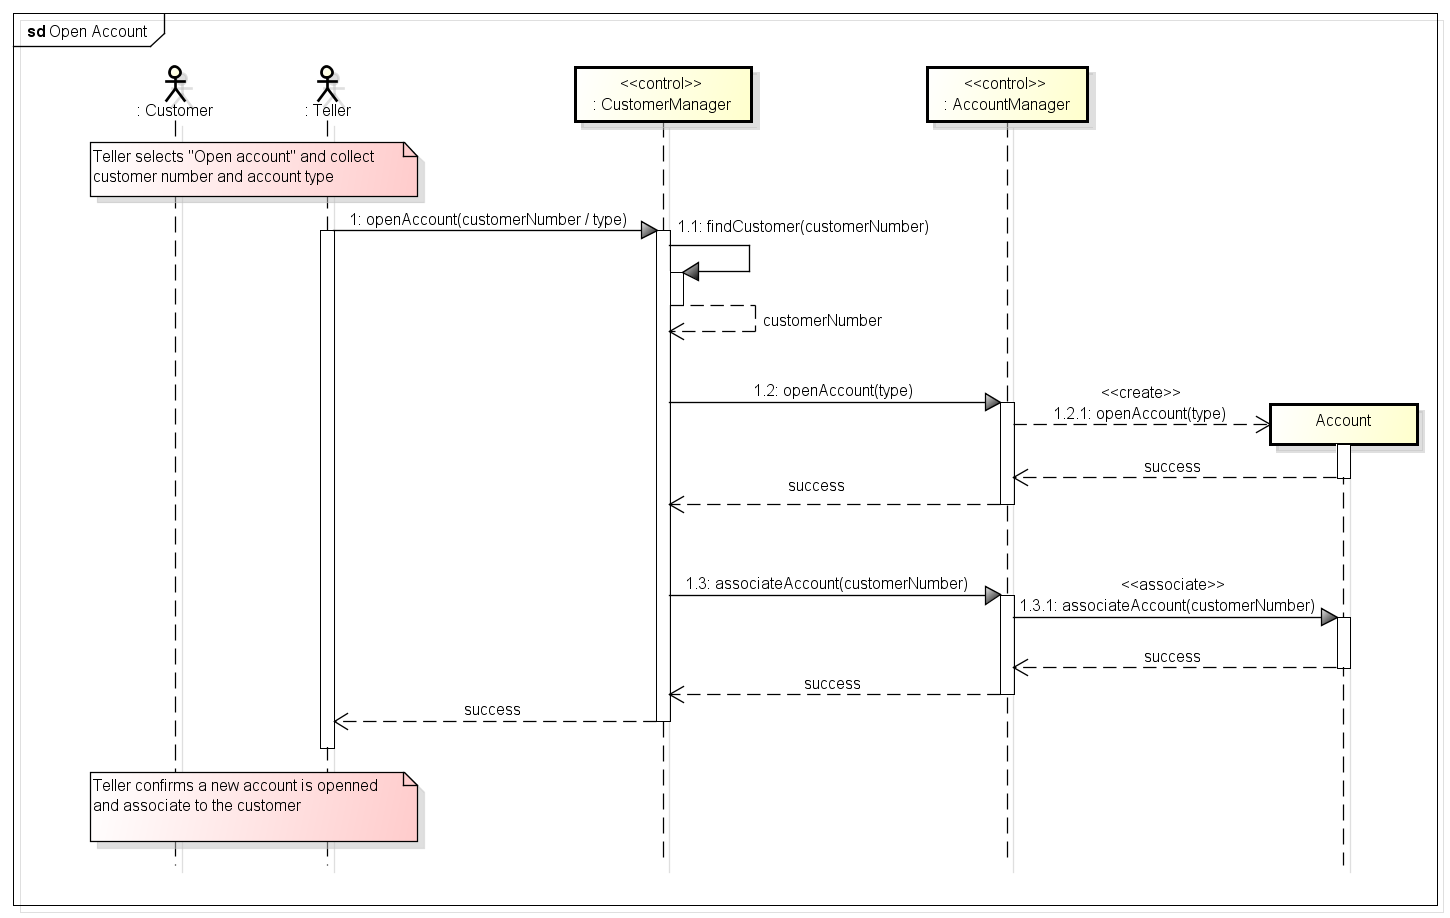 sd Open Account
: Customer
: Teller
<<control>>
: CustomerManager
<<control>>
: AccountManager
Teller selects "Open account" and collect
customer number and account type
1: openAccount(customerNumber / type)
1.1: findCustomer(customerNumber)
customerNumber
1.2: openAccount(type)
<<create>>
1.2.1: openAccount(type)
Account
success
success
1.3: associateAccount(customerNumber)
<<associate>>
1.3.1: associateAccount(customerNumber)
success
success
success
Teller confirms a new account is openned
and associate to the customer